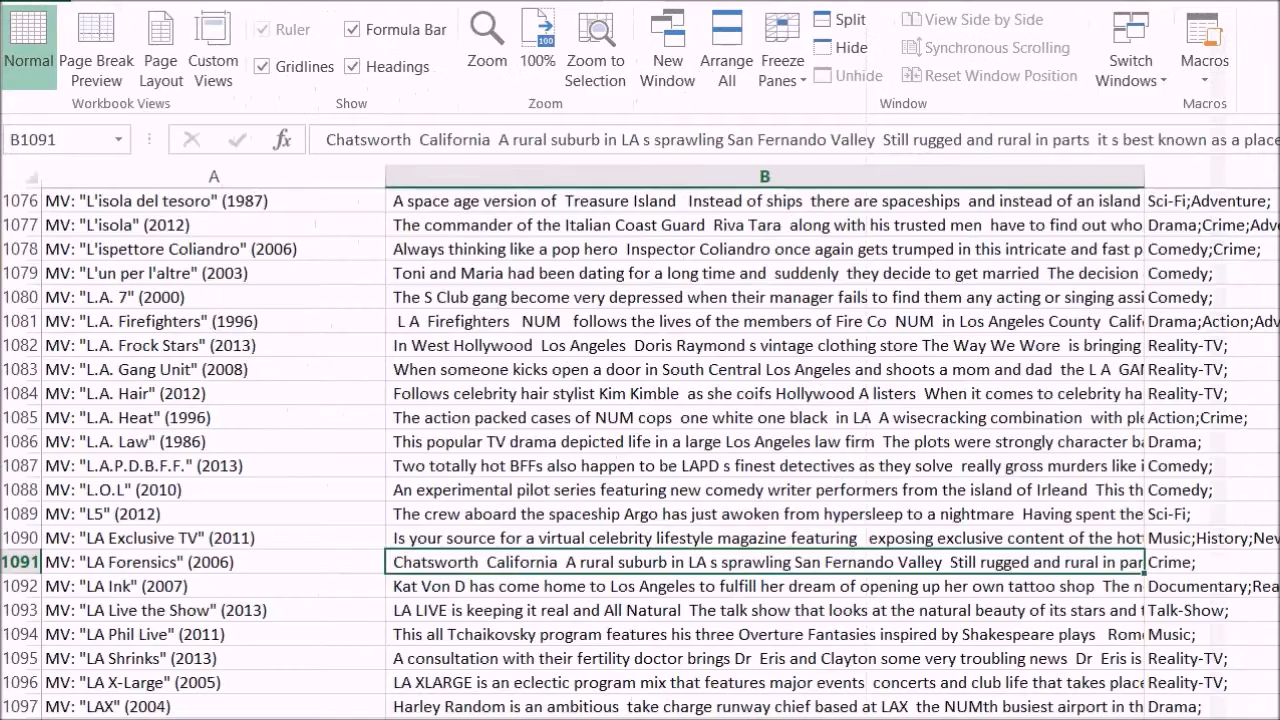 Normal Page Break Preview Page Layout Custom Views
Workbook Views
Ruler Formula Bar
Gridlines Headings
Show
Zoom 100% Zoom to Selection
100
Zoom
New Window Arrange All Freeze Panes
Split View Side by Side
Hide Synchronous Scrolling
Unhide Reset Window Position
Switch Windows
Window
Macros
Macros
B1091 fx Chatsworth California A rural suburb in LA s sprawling San Fernando Valley Still rugged and rural in parts it s best known as a place
A B
1076 MV: "L'isola del tesoro" (1987) A space age version of Treasure Island Instead of ships there are spaceships and instead of an island Sci-Fi;Adventure;
1077 MV: "L'isola" (2012) The commander of the Italian Coast Guard Riva Tara along with his trusted men have to find out who Drama;Crime;Adv
1078 MV: "L'ispettore Coliandro" (2006) Always thinking like a pop hero Inspector Coliandro once again gets trumped in this intricate and fast p Comedy;Crime;
1079 MV: "L'un per l'altre" (2003) Toni and Maria had been dating for a long time and suddenly they decide to get married The decision Comedy;
1080 MV: "L.A. 7" (2000) The S Club gang become very depressed when their manager fails to find them any acting or singing assi Comedy;
1081 MV: "L.A. Firefighters" (1996) L A Firefighters NUM follows the lives of the members of Fire Co NUM in Los Angeles County Calif Drama;Action;Adv
1082 MV: "L.A. Frock Stars" (2013) In West Hollywood Los Angeles Doris Raymond s vintage clothing store The Way We Wore is bringing Reality-TV;
1083 MV: "L.A. Gang Unit" (2008) When someone kicks open a door in South Central Los Angeles and shoots a mom and dad the L A GAN Reality-TV;
1084 MV: "L.A. Hair" (2012) Follows celebrity hair stylist Kim Kimble as she coifs Hollywood A listers When it comes to celebrity ha Reality-TV;
1085 MV: "L.A. Heat" (1996) The action packed cases of NUM cops one white one black in LA A wisecracking combination with ple Action;Crime;
1086 MV: "L.A. Law" (1986) This popular TV drama depicted life in a large Los Angeles law firm The plots were strongly character ba Drama;
1087 MV: "L.A.P.D.B.F.F." (2013) Two totally hot BFFs also happen to be LAPD s finest detectives as they solve really gross murders like i Comedy;
1088 MV: "L.O.L" (2010) An experimental pilot series featuring new comedy writer performers from the island of Irleand This th Comedy;
1089 MV: "L5" (2012) The crew aboard the spaceship Argo has just awoken from hypersleep to a nightmare Having spent the Sci-Fi;
1090 MV: "LA Exclusive TV" (2011) Is your source for a virtual celebrity lifestyle magazine featuring exposing exclusive content of the hot Music;History;New
1091 MV: "LA Forensics" (2006) Chatsworth California A rural suburb in LA s sprawling San Fernando Valley Still rugged and rural in par Crime;
1092 MV: "LA Ink" (2007) Kat Von D has come home to Los Angeles to fulfill her dream of opening up her own tattoo shop The n Documentary;Rea
1093 MV: "LA Live the Show" (2013) LA LIVE is keeping it real and All Natural The talk show that looks at the natural beauty of its stars and t Talk-Show;
1094 MV: "LA Phil Live" (2011) This all Tchaikovsky program features his three Overture Fantasies inspired by Shakespeare plays Rom Music;
1095 MV: "LA Shrinks" (2013) A consultation with their fertility doctor brings Dr Eris and Clayton some very troubling news Dr Eris is Reality-TV;
1096 MV: "LA X-Large" (2005) LA XLARGE is an eclectic program mix that features major events concerts and club life that takes place Reality-TV;
1097 MV: "LAX" (2004) Harley Random is an ambitious take charge runway chief based at LAX the NUMth busiest airport in th Drama;